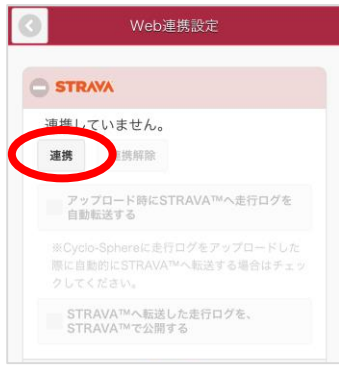 Web連携設定
STRAVA
連携していません。
連携
連携解除
アップロード時にSTRAVA™へ走行ログを
自動転送する
※Cyclo-Sphereに走行ログをアップロードした
際に自動的にSTRAVA™へ転送する場合はチェッ
クしてください。
STRAVA™へ転送した走行ログを、
STRAVA™で公開する